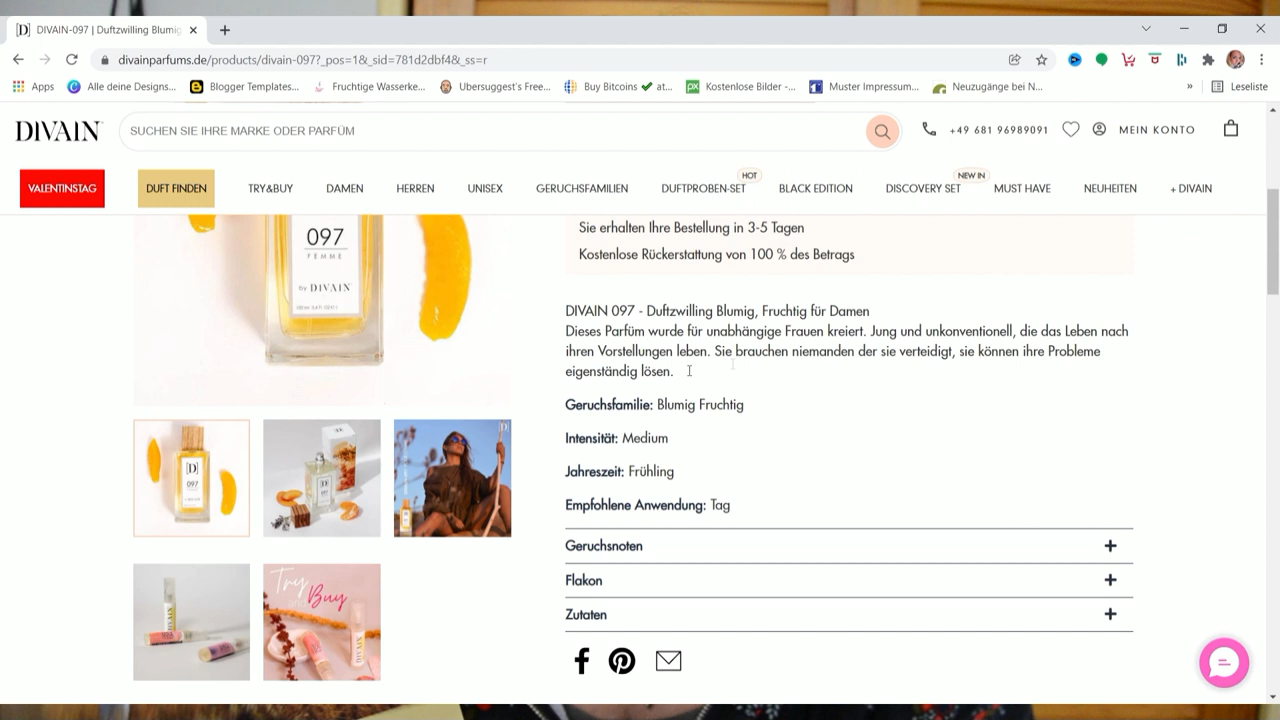 [D] DIVAIN-097 | Duftzwilling Blumig
divainparfums.de/products/divain-097?_pos=1&_sid=781d2dbf4&_ss=r
Apps
Alle deine Designs...
Blogger Templates...
Fruchtige Wasserke...
Ubersuggest's Free...
Buy Bitcoins ✔ at...
Kostenlose Bilder -...
Muster Impressum...
Neuzugänge bei N...
»
Leseliste
DIVAIN
SUCHEN SIE IHRE MARKE ODER PARFÜM
+49 681 96989091
MEIN KONTO
VALENTINSTAG
DUFT FINDEN
TRY&BUY
DAMEN
HERREN
UNISEX
GERUCHSFAMILIEN
DUFTPROBEN-SET
HOT
BLACK EDITION
DISCOVERY SET
NEW IN
MUST HAVE
NEUHEITEN
+ DIVAIN
097
FEMME
by DIVAIN
Sie erhalten Ihre Bestellung in 3-5 Tagen
Kostenlose Rückerstattung von 100 % des Betrags
DIVAIN 097 - Duftzwilling Blumig, Fruchtig für Damen
Dieses Parfüm wurde für unabhängige Frauen kreiert. Jung und unkonventionell, die das Leben nach
ihren Vorstellungen leben. Sie brauchen niemanden der sie verteidigt, sie können ihre Probleme
eigenständig lösen.
Geruchsfamilie: Blumig Fruchtig
Intensität: Medium
Jahreszeit: Frühling
Empfohlene Anwendung: Tag
Geruchsnoten
Flakon
Zutaten
[D]
097
Try
Buy